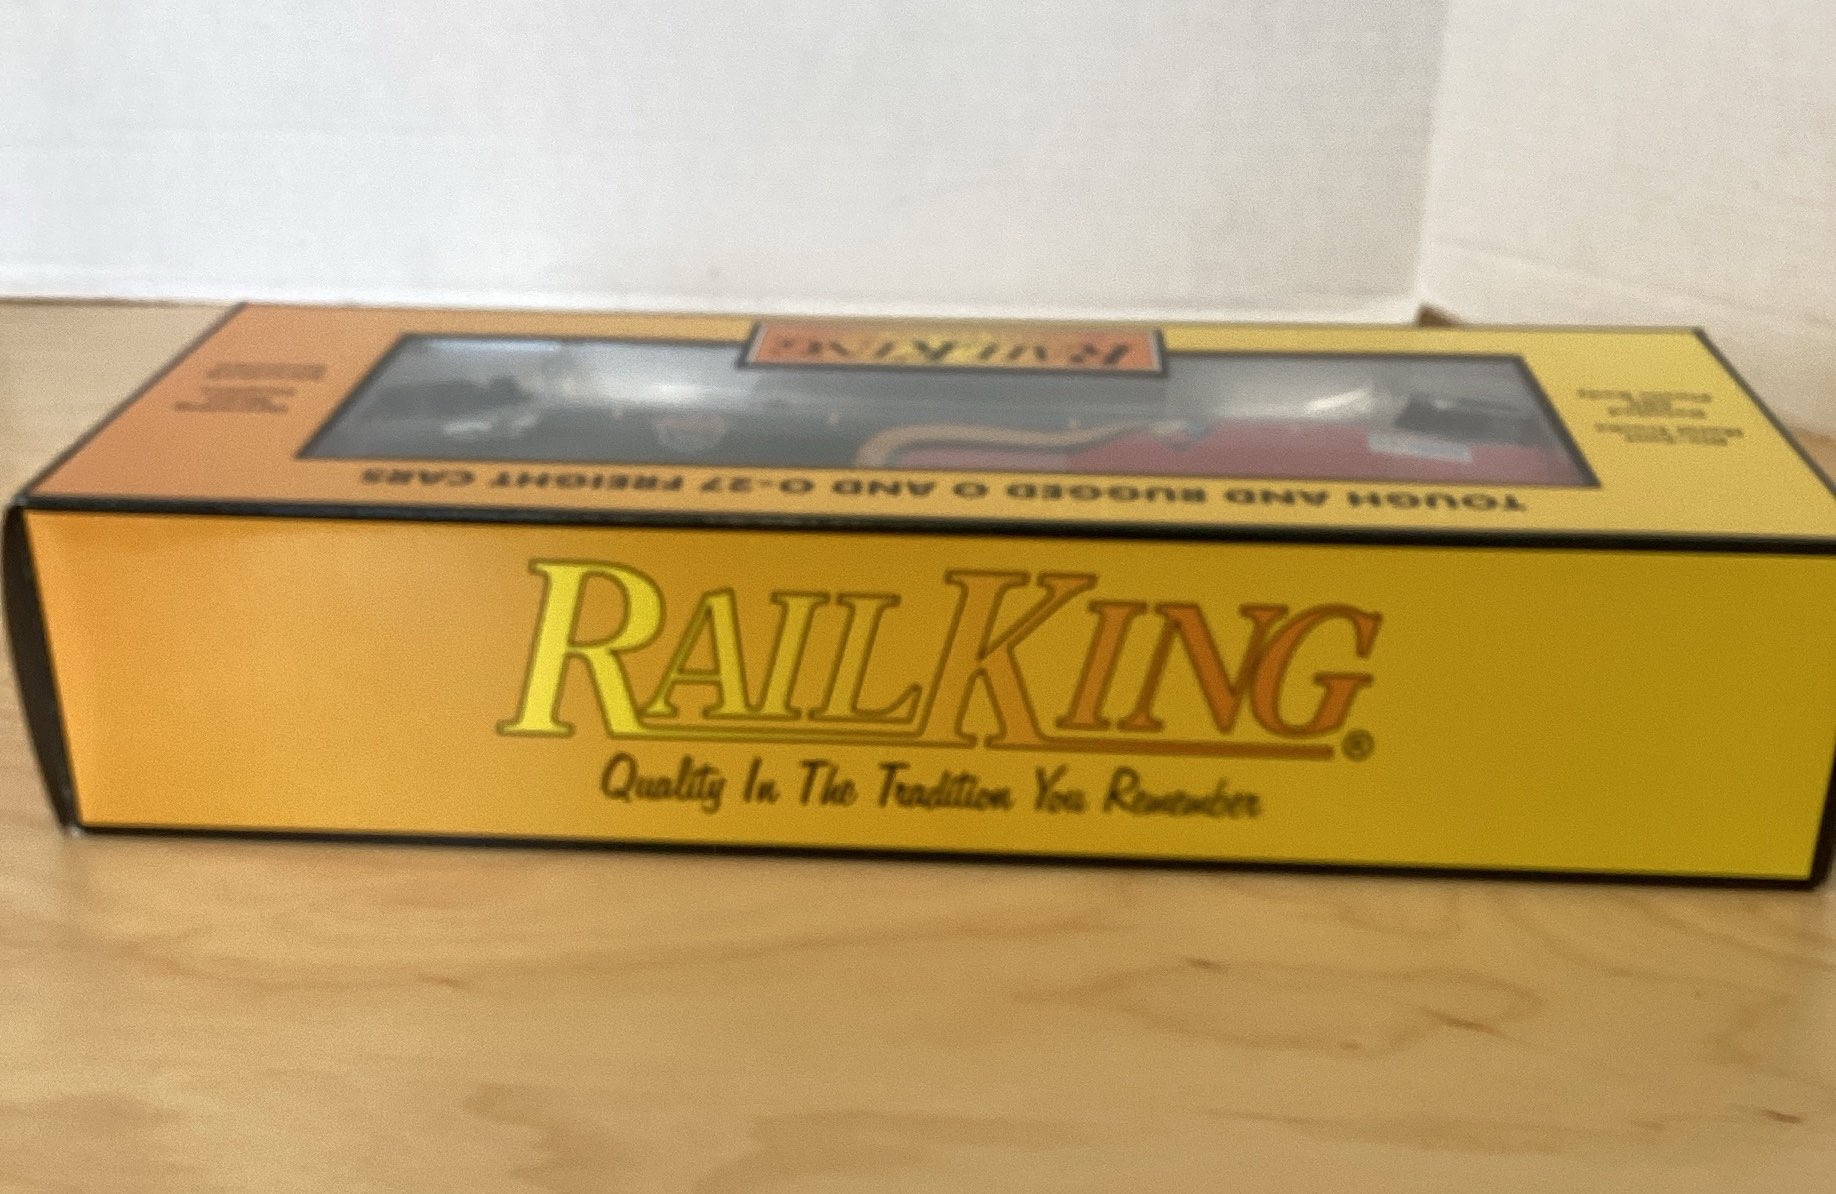 RAILKING
TOUGH AND RUGGED O AND O-27 FREIGHT CARS
RAILKING®
Quality In The Tradition You Remember